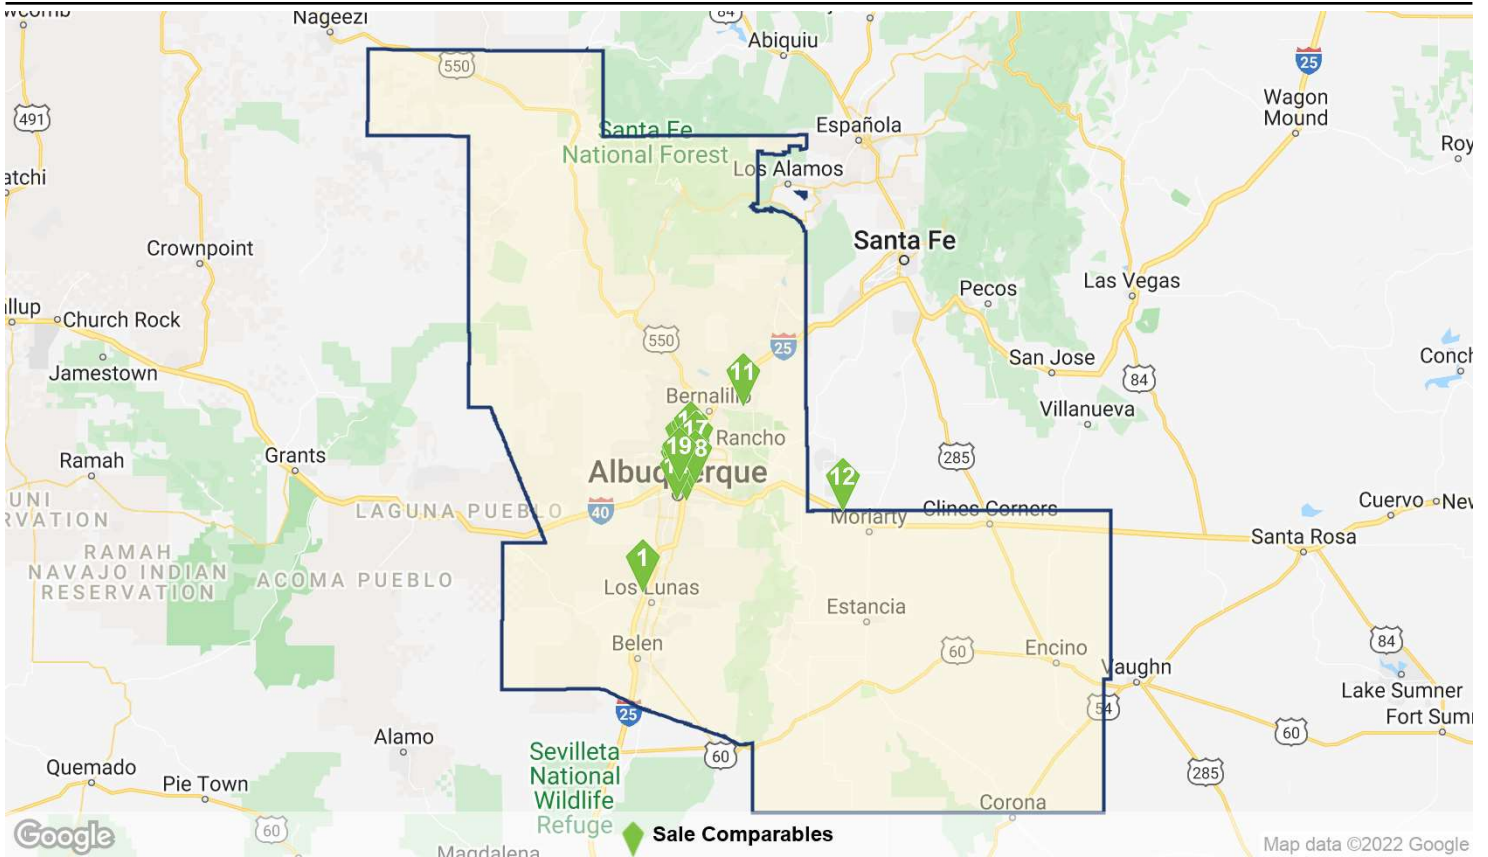 Nageezi
84
Abiquiu
550
25
491
Wagon
Mound
Española
Santa Fe
National Forest
Los Alamos
Crownpoint
Santa Fe
Pecos
Las Vegas
Church Rock
550
25
San Jose
Jamestown
11
84
Bernalillo
Villanueva
17
Rancho
19
8
Grants
285
Ramah
Albuquerque
12
LAGUNA PUEBLO
40
Moriarty
Clines Corners
Cuervo
Santa Rosa
RAMAH
NAVAJO INDIAN
RESERVATION
ACOMA PUEBLO
1
Los Lunas
Estancia
Belen
60
Encino
84
Vaughn
Lake Sumner
54
25
Alamo
60
60
Sevilleta
National
Wildlife
Refuge
Quemado
Pie Town
285
Corona
60
Google
Sale Comparables
Map data ©2022 Google